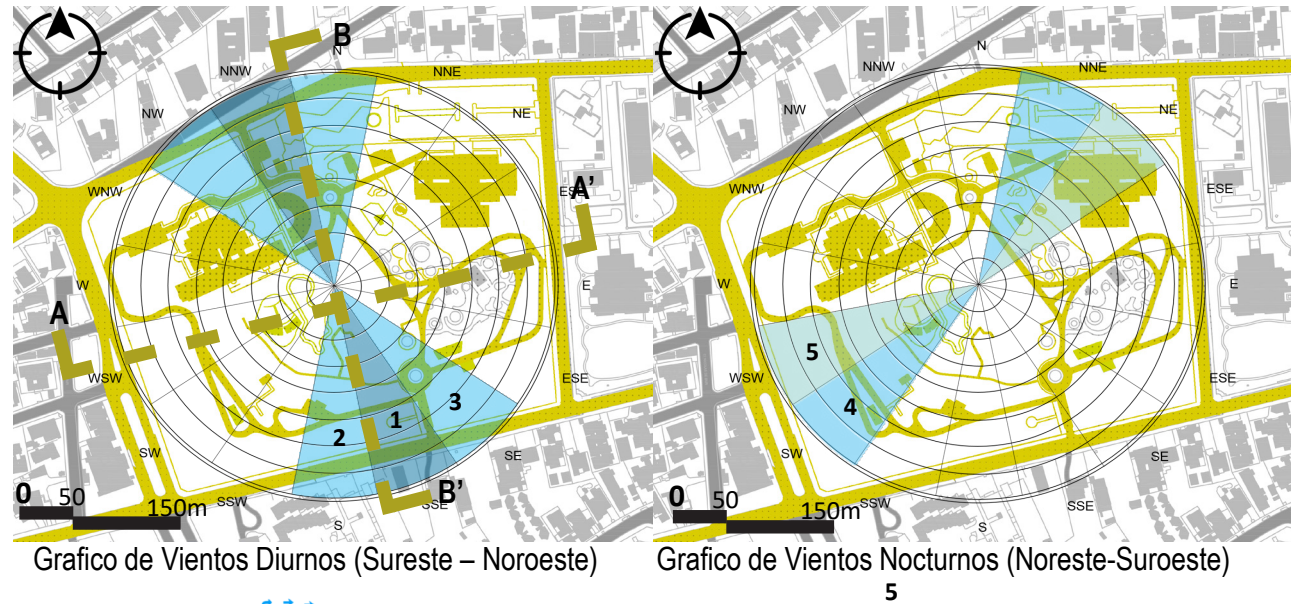 B
N
NNW
NNE
NW
NE
WNW
ESE
A'
W
E
A
WSW
ESE
3
1
2
SW
SE
B'
SSW
SSE
S
0 50
150m
Grafico de Vientos Diurnos (Sureste – Noroeste)
N
NNW
NNE
NW
NE
WNW
ESE
W
E
5
WSW
ESE
4
SW
SE
SSW
SSE
S
0 50
150m
Grafico de Vientos Nocturnos (Noreste-Suroeste)
5